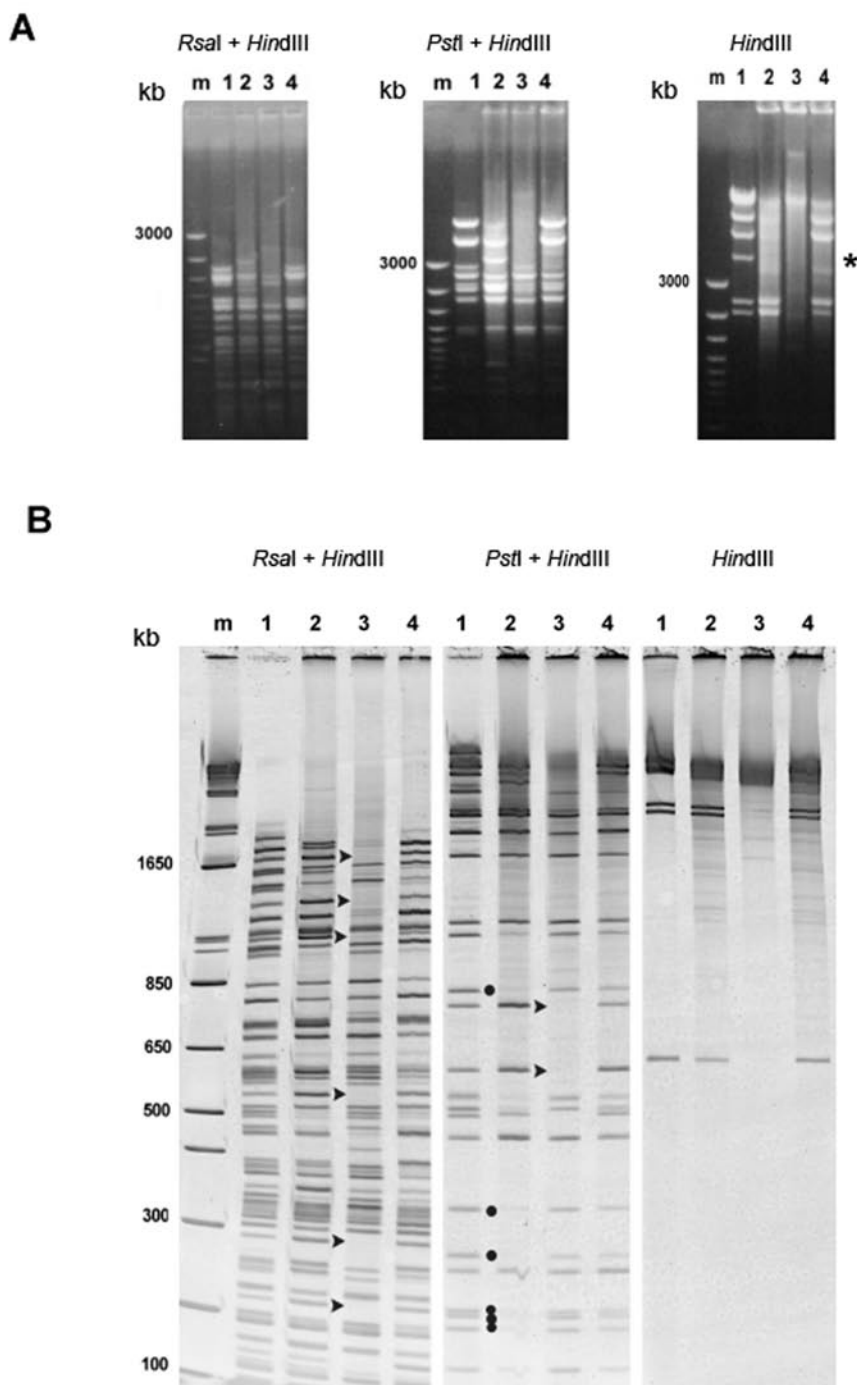 A
RsaI + HindIII
PstI + HindIII
HindIII
kb m 1 2 3 4
kb m 1 2 3 4
kb m 1 2 3 4
3000
3000
3000
*
B
RsaI + HindIII
PstI + HindIII
HindIII
kb m 1 2 3 4 1 2 3 4 1 2 3 4
1650
850
650
500
300
100